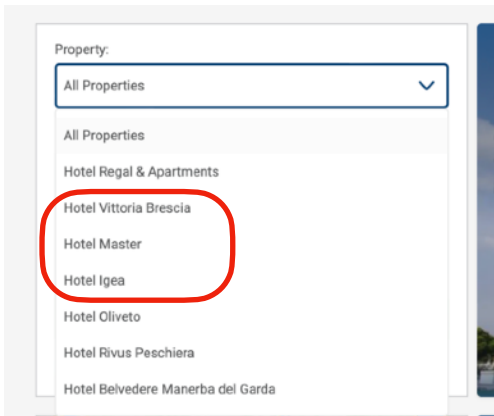 Property:
All Properties
All Properties
Hotel Regal & Apartments
Hotel Vittoria Brescia
Hotel Master
Hotel Igea
Hotel Oliveto
Hotel Rivus Peschiera
Hotel Belvedere Manerba del Garda